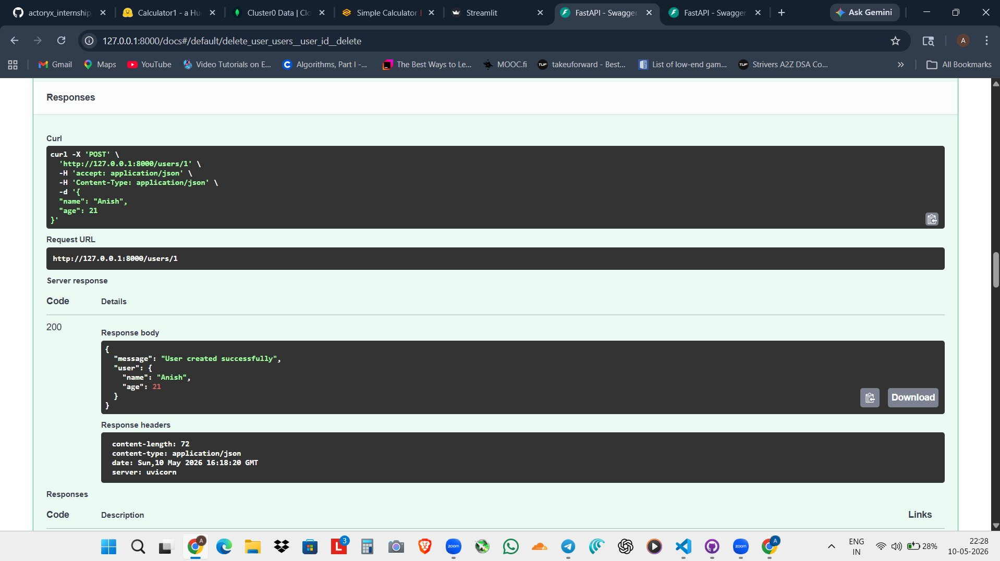 actoryx_internship,
Calculator1 - a Hu
Cluster0 Data | Clo
Simple Calculator |
Streamlit
FastAPI - Swagger
FastAPI - Swagger
Ask Gemini
127.0.0.1:8000/docs#/default/delete_user_users__user_id__delete
A
Gmail
Maps
YouTube
Video Tutorials on E...
Algorithms, Part I -...
The Best Ways to Le...
MOOC.fi
takeuforward - Best...
List of low-end gam...
Strivers A2Z DSA Co...
»
All Bookmarks
Responses
Curl
curl -X 'POST' \
'http://127.0.0.1:8000/users/1' \
-H 'accept: application/json' \
-H 'Content-Type: application/json' \
-d '{
"name": "Anish",
"age": 21
}'
Request URL
http://127.0.0.1:8000/users/1
Server response
Code Details
200
Response body
{
"message": "User created successfully",
"user": {
"name": "Anish",
"age": 21
}
}
Download
Response headers
content-length: 72
content-type: application/json
date: Sun,10 May 2026 16:18:20 GMT
server: uvicorn
Responses
Code Description Links
A
L
3
zoom
zoom
A
ENG
IN
28%
22:28
10-05-2026